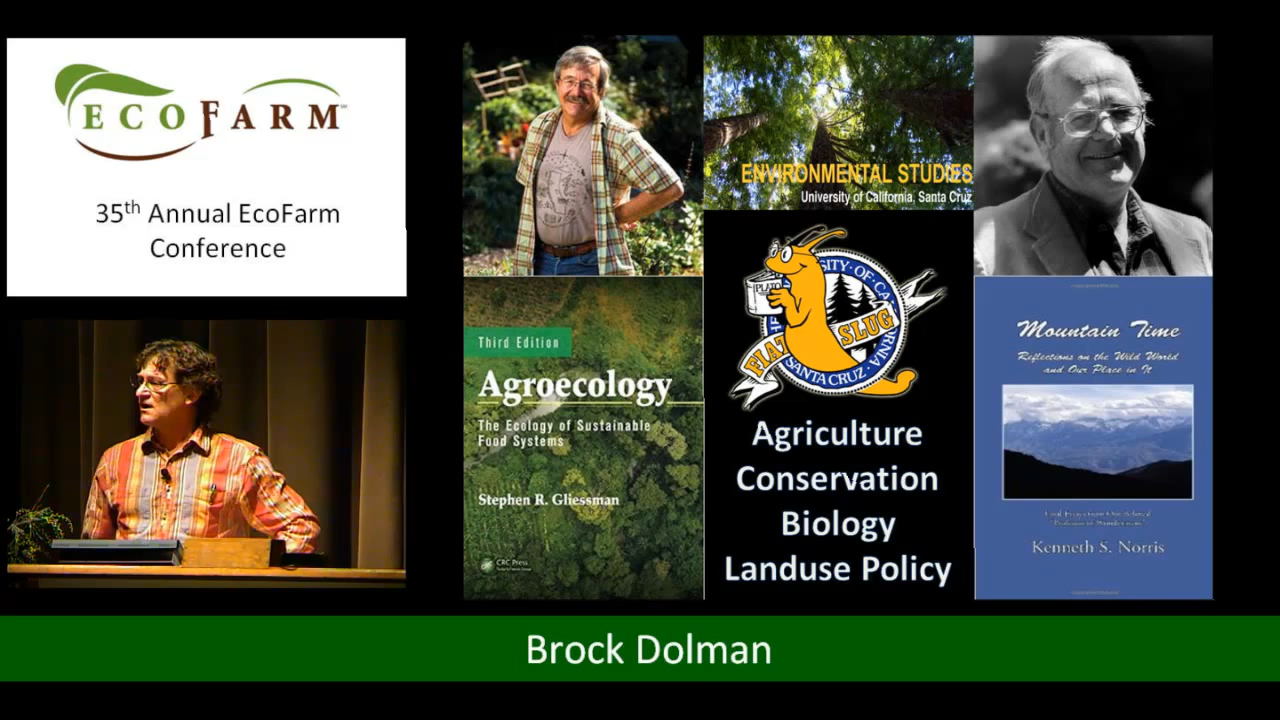 ECOFARM
35th Annual EcoFarm
Conference
ENVIRONMENTAL STUDIES
University of California, Santa Cruz
PLATO
FIAT SLUG
SANTA CRUZ
Third Edition
Agroecology
The Ecology of Sustainable
Food Systems
Stephen R. Gliessman
CRC Press
Agriculture
Conservation
Biology
Landuse Policy
Mountain Time
Reflections on the Wild World
and Our Place in It
Kenneth S. Norris
Brock Dolman